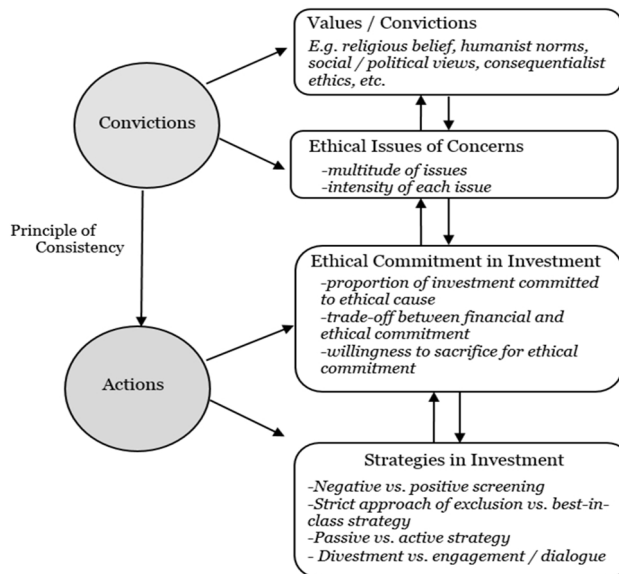 Values / Convictions
E.g. religious belief, humanist norms,
social / political views, consequentialist
ethics, etc.
Convictions
Ethical Issues of Concerns
-multitude of issues
-intensity of each issue
Principle of
Consistency
Ethical Commitment in Investment
-proportion of investment committed
to ethical cause
-trade-off between financial and
ethical commitment
-willingness to sacrifice for ethical
commitment
Actions
Strategies in Investment
-Negative vs. positive screening
-Strict approach of exclusion vs. best-in-
class strategy
-Passive vs. active strategy
- Divestment vs. engagement / dialogue